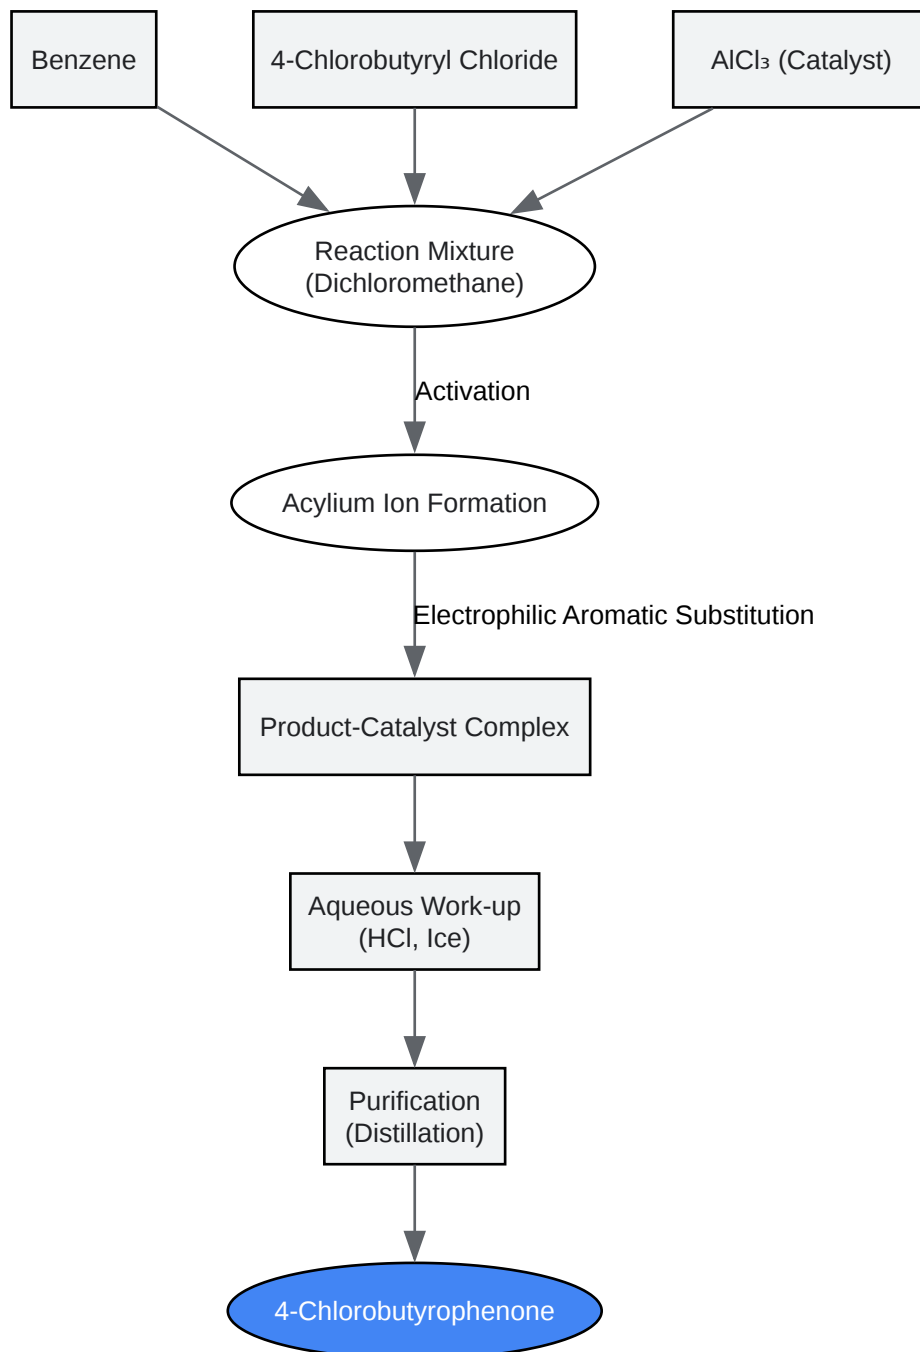 Benzene
4-Chlorobutyryl Chloride
AlCl₃ (Catalyst)
Reaction Mixture
(Dichloromethane)
Activation
Acylium Ion Formation
Electrophilic Aromatic Substitution
Product-Catalyst Complex
Aqueous Work-up
(HCl, Ice)
Purification
(Distillation)
4-Chlorobutyrophenone